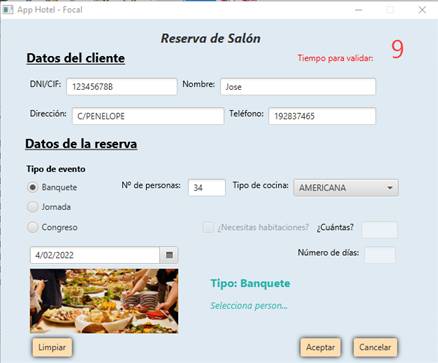 App Hotel - Focal
Reserva de Salón
Datos del cliente
Tiempo para validar: 9
DNI/CIF: 12345678B Nombre: Jose
Dirección: C/PENELOPE Teléfono: 192837465
Datos de la reserva
Tipo de evento
Banquete Nº de personas: 34 Tipo de cocina: AMERICANA
Jornada
Congreso ¿Necesitas habitaciones? ¿Cuántas?
4/02/2022 Número de días:
Tipo: Banquete
Selecciona person...
Limpiar Aceptar Cancelar